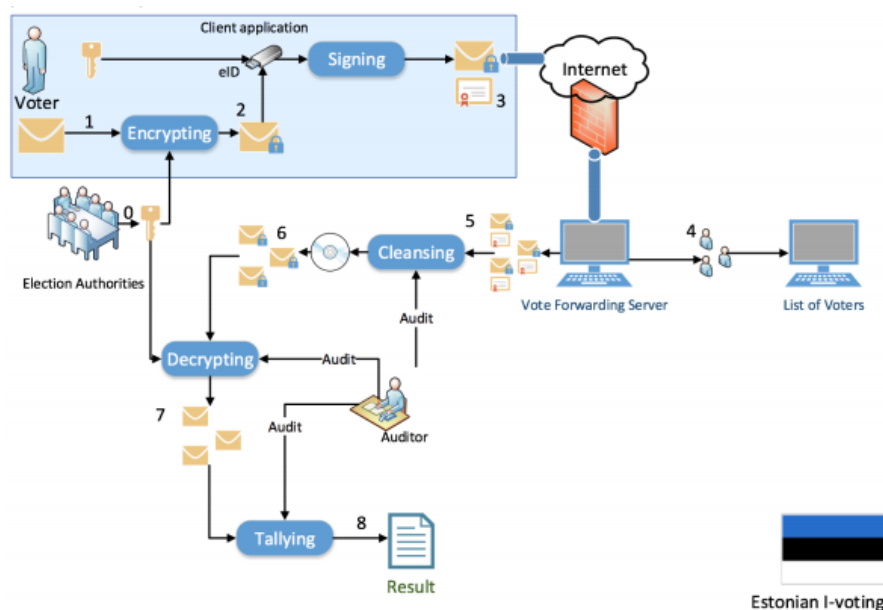 Client application
Voter
eID
Signing
3
Internet
1
Encrypting
2
0
Election Authorities
6
Cleansing
5
4
Vote Forwarding Server
List of Voters
Audit
Decrypting
Audit
7
Audit
Auditor
Tallying
8
Result
Estonian I-voting